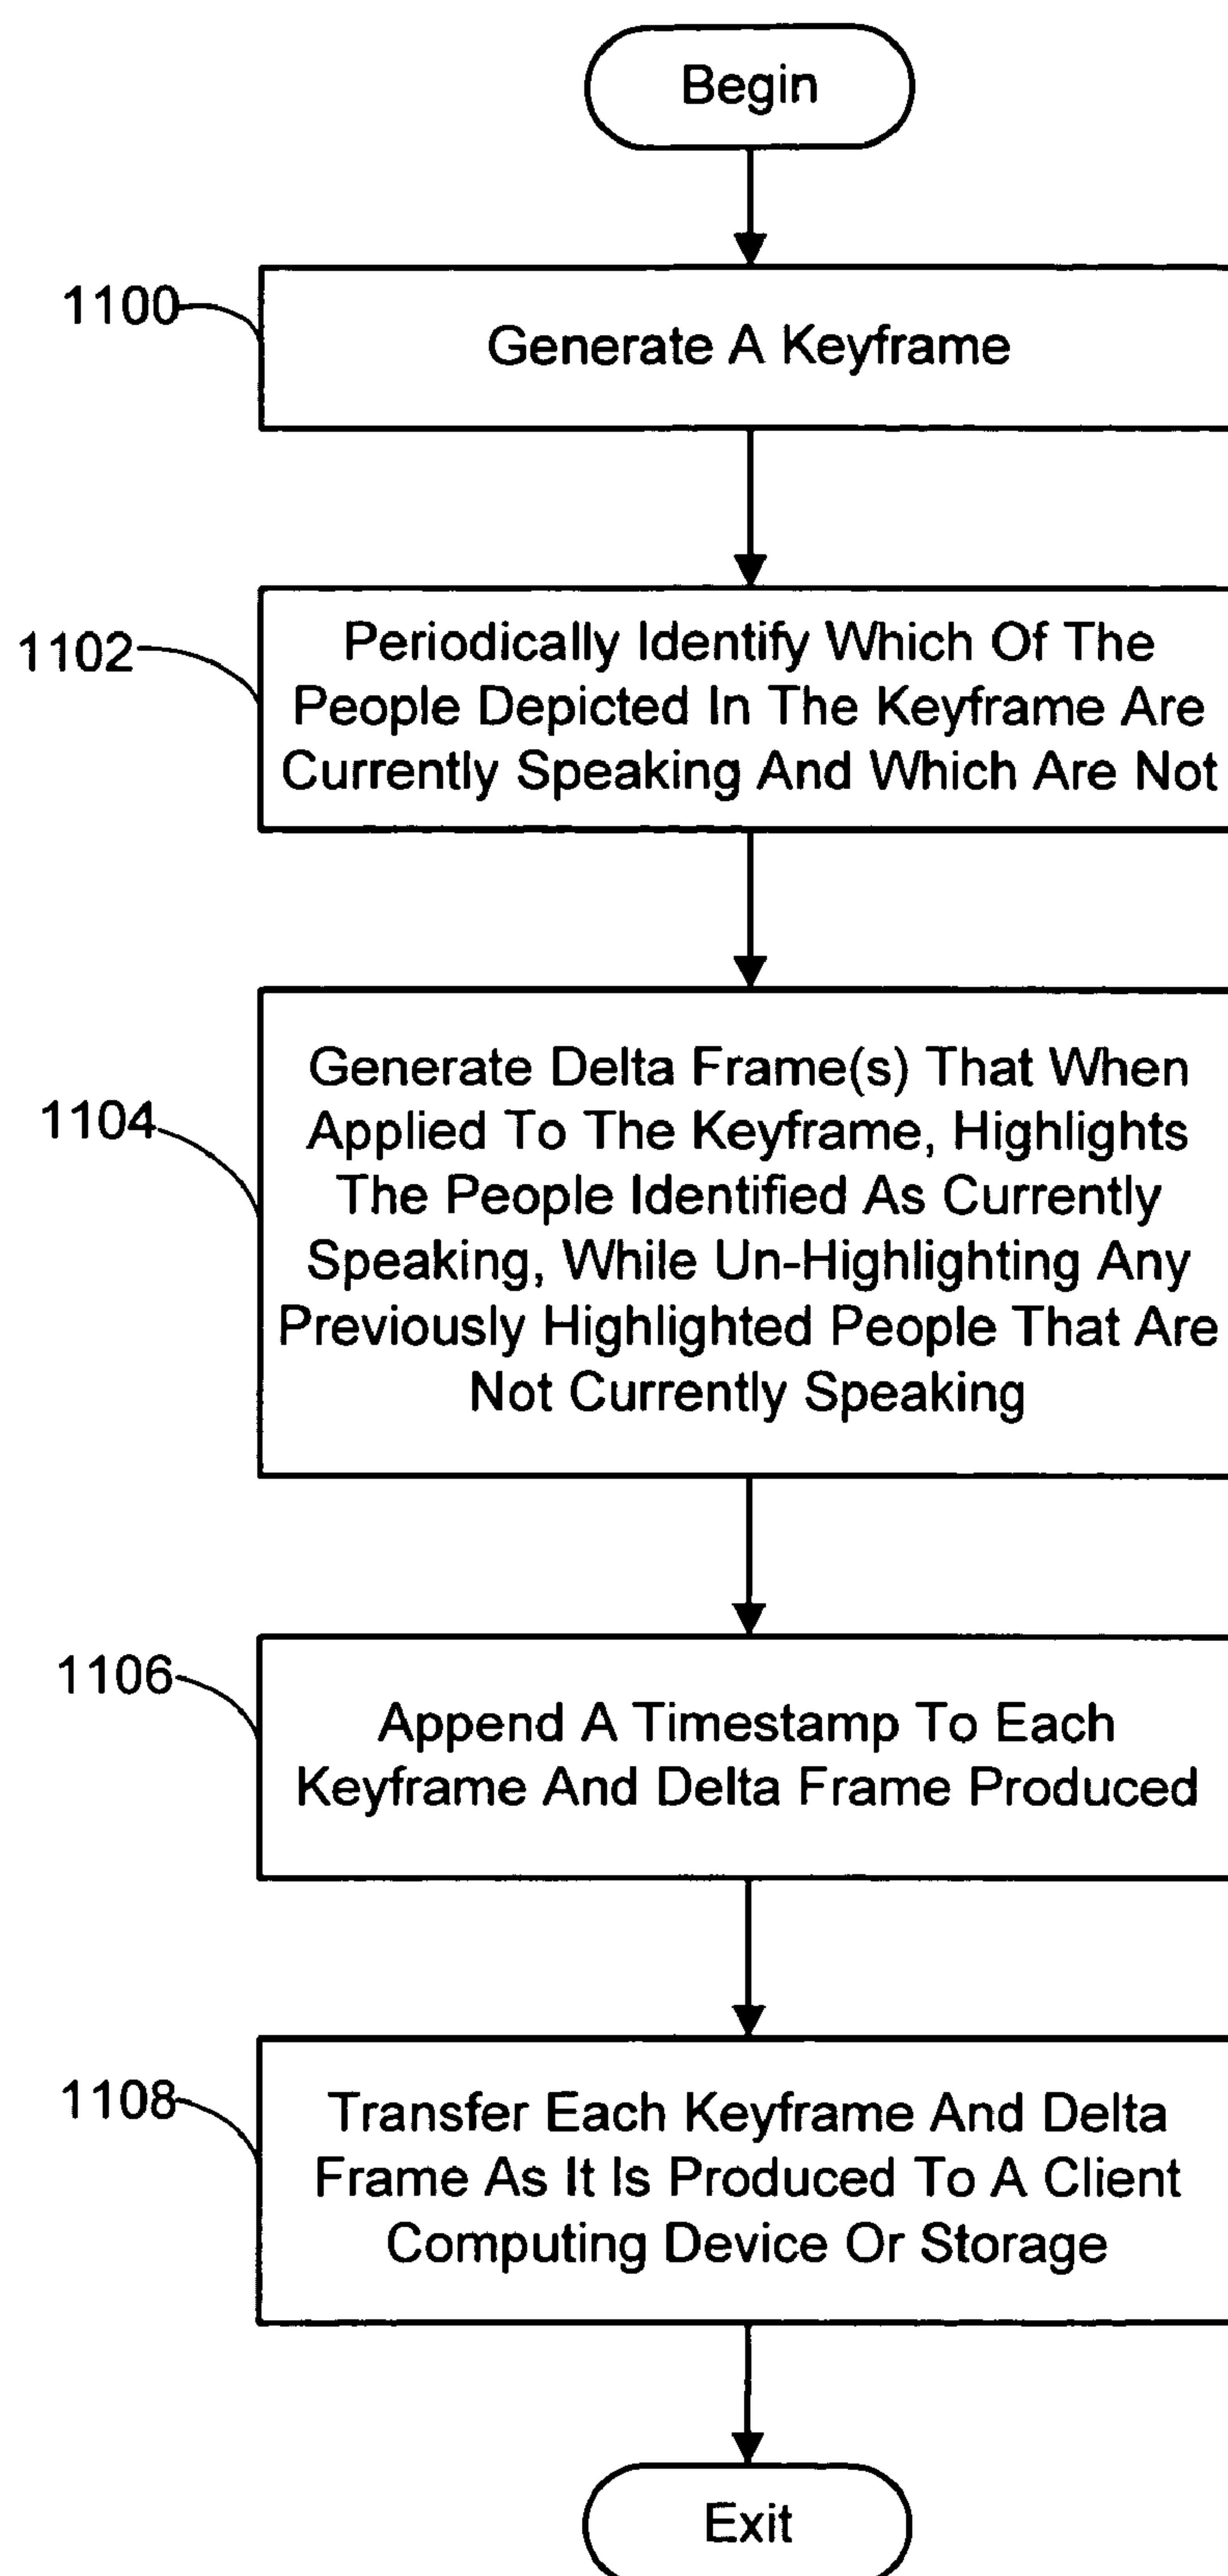 Begin
1100
Generate A Keyframe
1102
Periodically Identify Which Of The
People Depicted In The Keyframe Are
Currently Speaking And Which Are Not
1104
Generate Delta Frame(s) That When
Applied To The Keyframe, Highlights
The People Identified As Currently
Speaking, While Un-Highlighting Any
Previously Highlighted People That Are
Not Currently Speaking
1106
Append A Timestamp To Each
Keyframe And Delta Frame Produced
1108
Transfer Each Keyframe And Delta
Frame As It Is Produced To A Client
Computing Device Or Storage
Exit